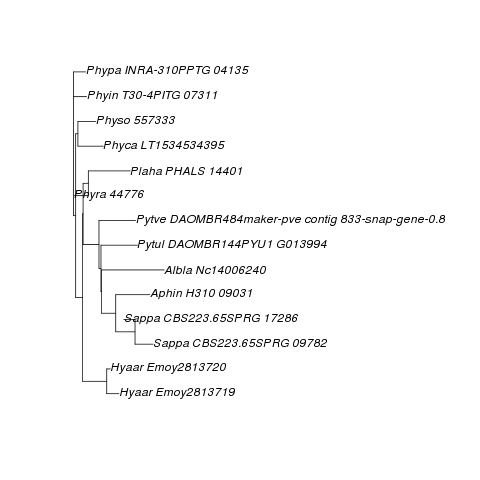 Phypa INRA-310PPTG 04135
Phyin T30-4PITG 07311
Physo 557333
Phyca LT1534534395
Plaha PHALS 14401
Phyra 44776
Pytve DAOMBR484maker-pve contig 833-snap-gene-0.8
Pytul DAOMBR144PYU1 G013994
Albla Nc14006240
Aphin H310 09031
Sappa CBS223.65SPRG 17286
Sappa CBS223.65SPRG 09782
Hyaar Emoy2813720
Hyaar Emoy2813719